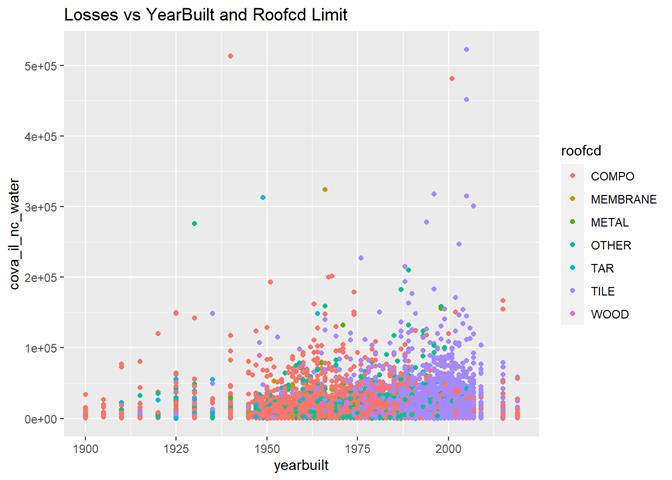 Losses vs YearBuilt and Roofcd Limit
5e+05
4e+05
3e+05
2e+05
1e+05
0e+00
cova_il_nc_water
1900
1925
1950
1975
2000
yearbuilt
roofcd
COMPO
MEMBRANE
METAL
OTHER
TAR
TILE
WOOD